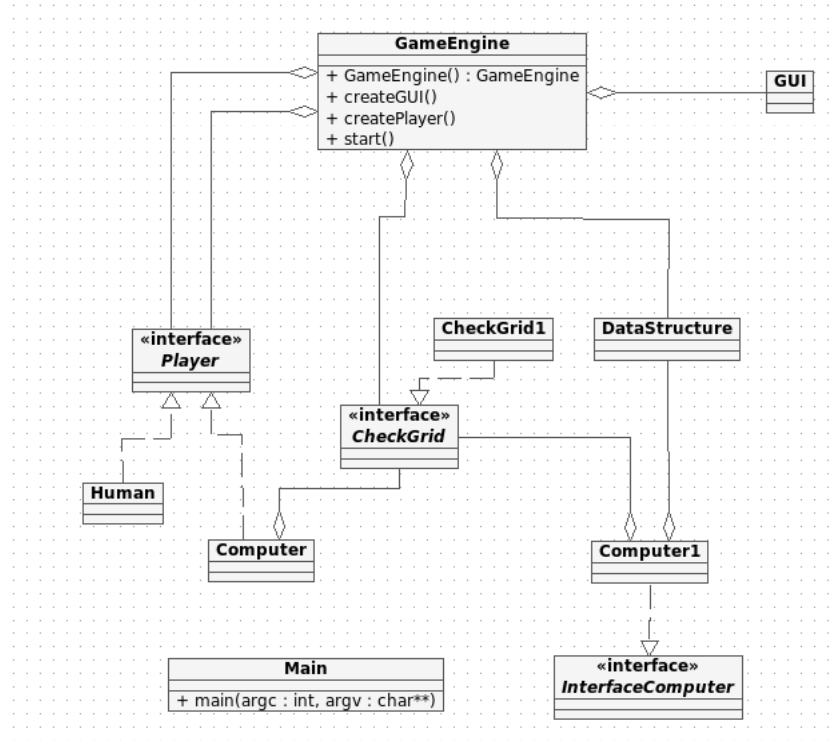 GameEngine
+ GameEngine() : GameEngine
+ createGUI()
+ createPlayer()
+ start()
GUI
«interface»
Player
CheckGrid1
DataStructure
«interface»
CheckGrid
Human
Computer
Computer1
Main
+ main(argc : int, argv : char**)
«interface»
InterfaceComputer